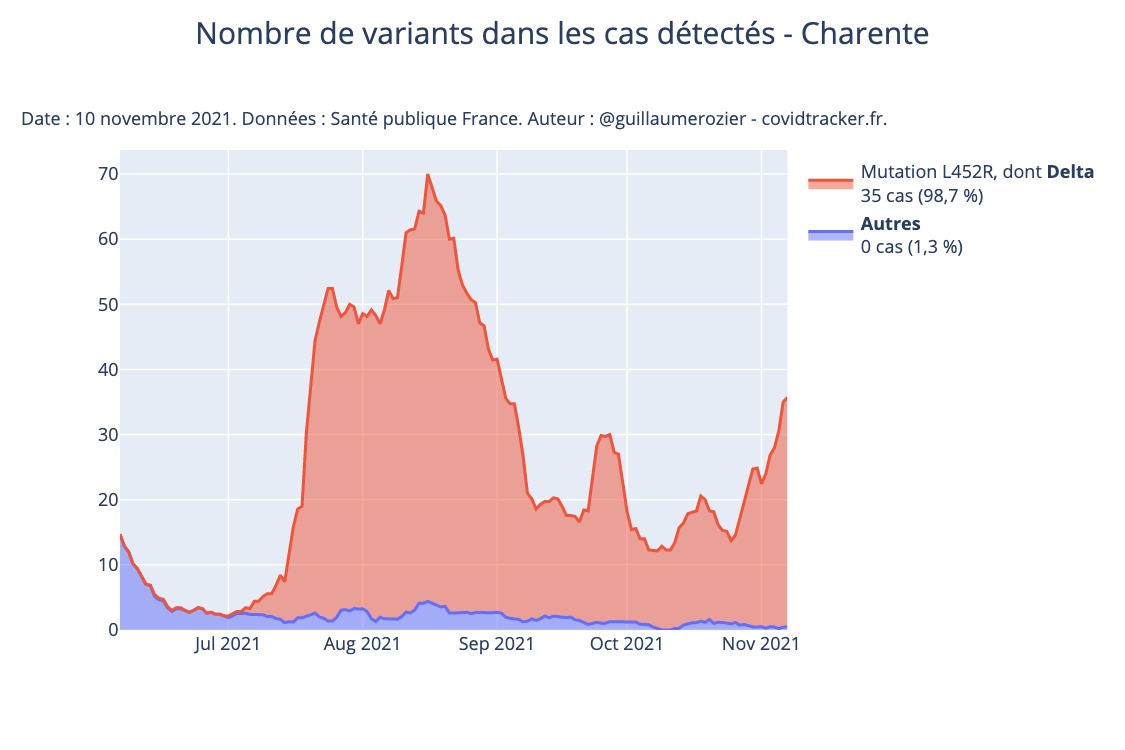 Nombre de variants dans les cas détectés - Charente
Date : 10 novembre 2021. Données : Santé publique France. Auteur : @guillaumerozier - covidtracker.fr.
Mutation L452R, dont Delta
35 cas (98,7 %)
Autres
0 cas (1,3 %)
70
60
50
40
30
20
10
0
Jul 2021 Aug 2021 Sep 2021 Oct 2021 Nov 2021